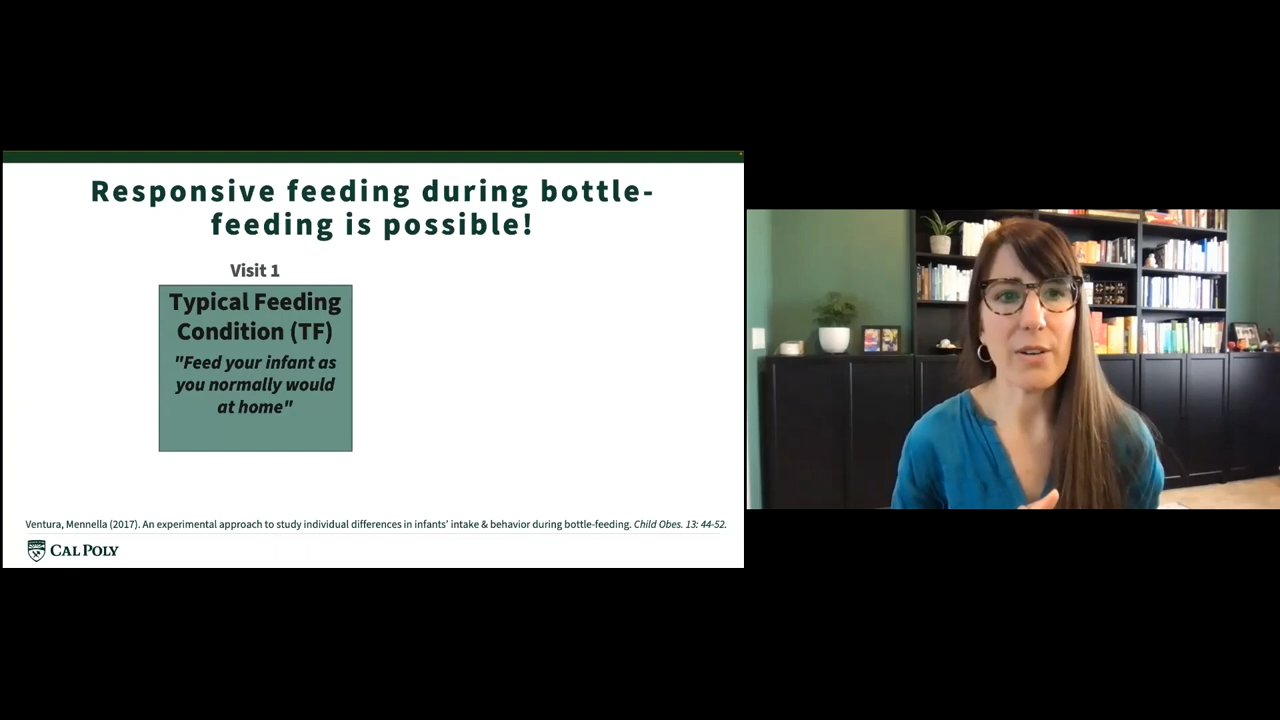 Responsive feeding during bottle-
feeding is possible!
Visit 1
Typical Feeding
Condition (TF)
"Feed your infant as
you normally would
at home"
Ventura, Mennella (2017). An experimental approach to study individual differences in infants' intake & behavior during bottle-feeding. Child Obes. 13: 44-52.
CAL POLY